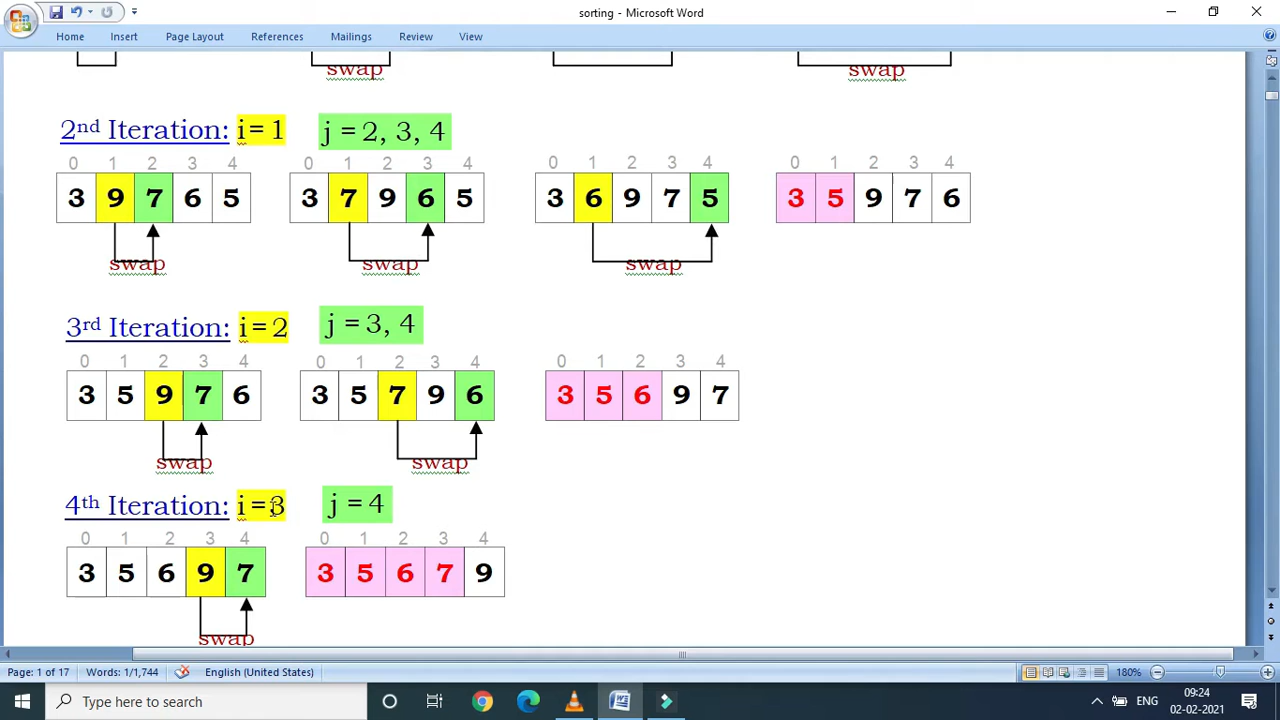 sorting - Microsoft Word
Home Insert Page Layout References Mailings Review View
swap swap
2nd Iteration: i = 1 j = 2, 3, 4
0 1 2 3 4 0 1 2 3 4 0 1 2 3 4 0 1 2 3 4
3 9 7 6 5 3 7 9 6 5 3 6 9 7 5 3 5 9 7 6
swap swap swap
3rd Iteration: i = 2 j = 3, 4
0 1 2 3 4 0 1 2 3 4 0 1 2 3 4
3 5 9 7 6 3 5 7 9 6 3 5 6 9 7
swap swap
4th Iteration: i = 3 j = 4
0 1 2 3 4 0 1 2 3 4
3 5 6 9 7 3 5 6 7 9
swap
Page: 1 of 17 Words: 1/1,744 English (United States) 180%
Type here to search ENG 09:24
02-02-2021